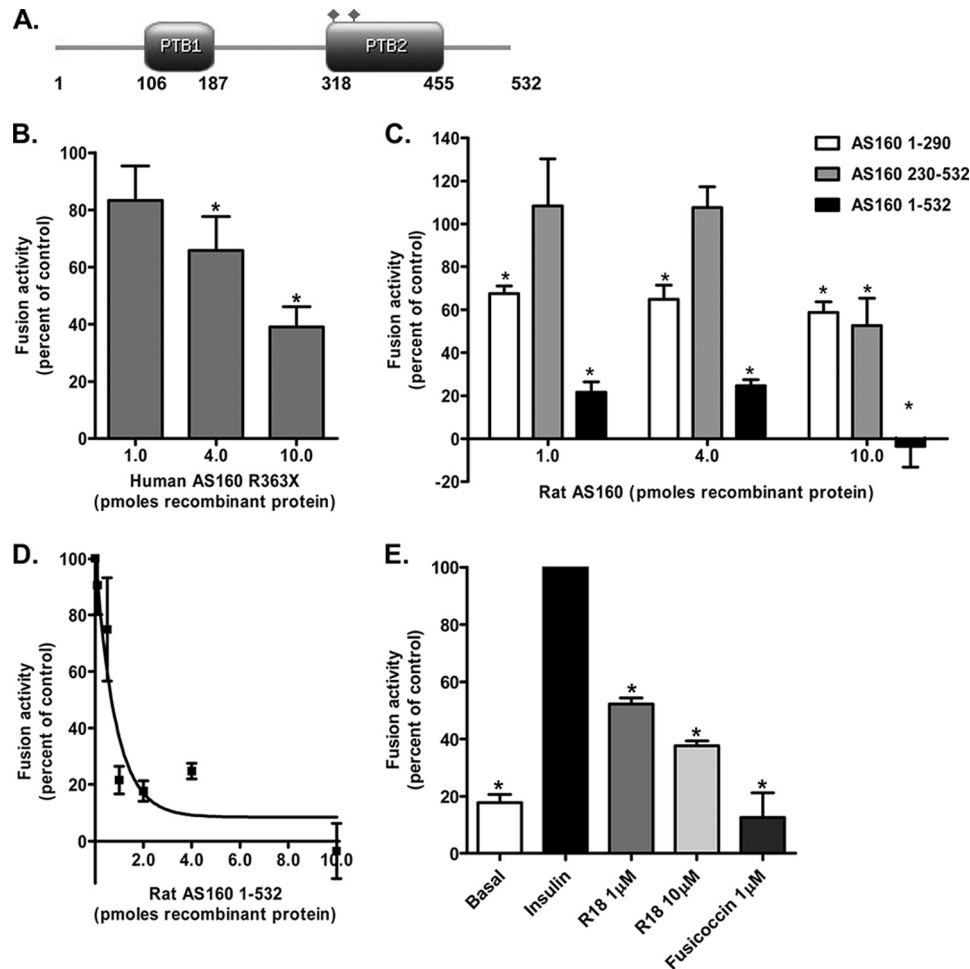 A.
PTB1 PTB2
1 106 187 318 455 532
B.
100
80
60
40
20
0
Fusion activity
(percent of control)
* *
1.0 4.0 10.0
Human AS160 R363X
(pmoles recombinant protein)
C.
140
120
100
80
60
40
20
0
-20
Fusion activity
(percent of control)
AS160 1-290
AS160 230-532
AS160 1-532
* * * * * * *
1.0 4.0 10.0
Rat AS160 (pmoles recombinant protein)
D.
100
80
60
40
20
0
Fusion activity
(percent of control)
2.0 4.0 6.0 8.0 10.0
Rat AS160 1-532
(pmoles recombinant protein)
E.
100
80
60
40
20
0
Fusion activity
(percent of control)
* * * *
Basal
Insulin
R18 1µM
R18 10µM
Fusicoccin 1µM